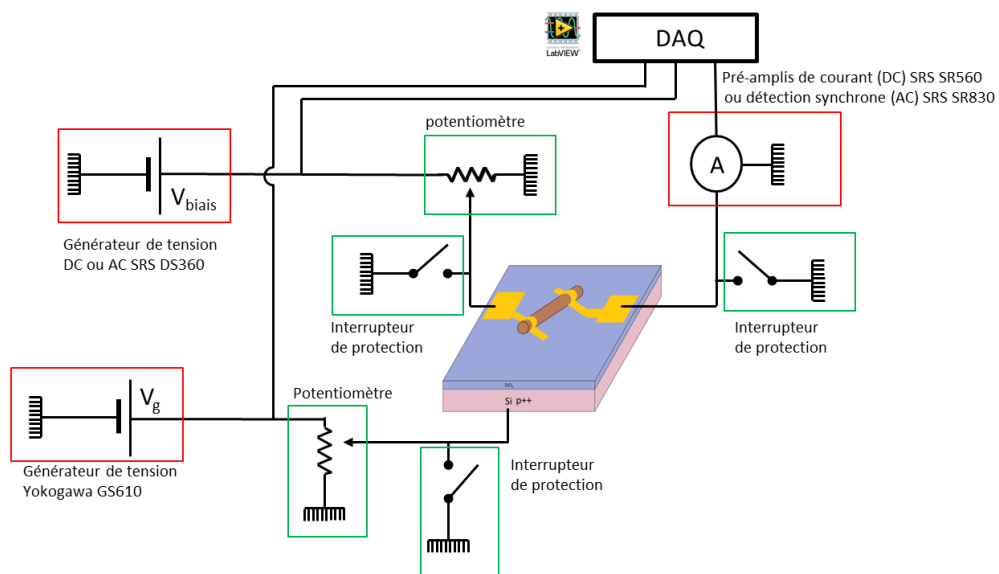 DAQ
LabVIEW
Pré-amplis de courant (DC) SRS SR560
ou détection synchrone (AC) SRS SR830
potentiomètre
A
V biais
Générateur de tension
DC ou AC SRS DS360
Interrupteur
de protection
Interrupteur
de protection
SiO2
Si p++
Vg
Potentiomètre
Générateur de tension
Yokogawa GS610
Interrupteur
de protection